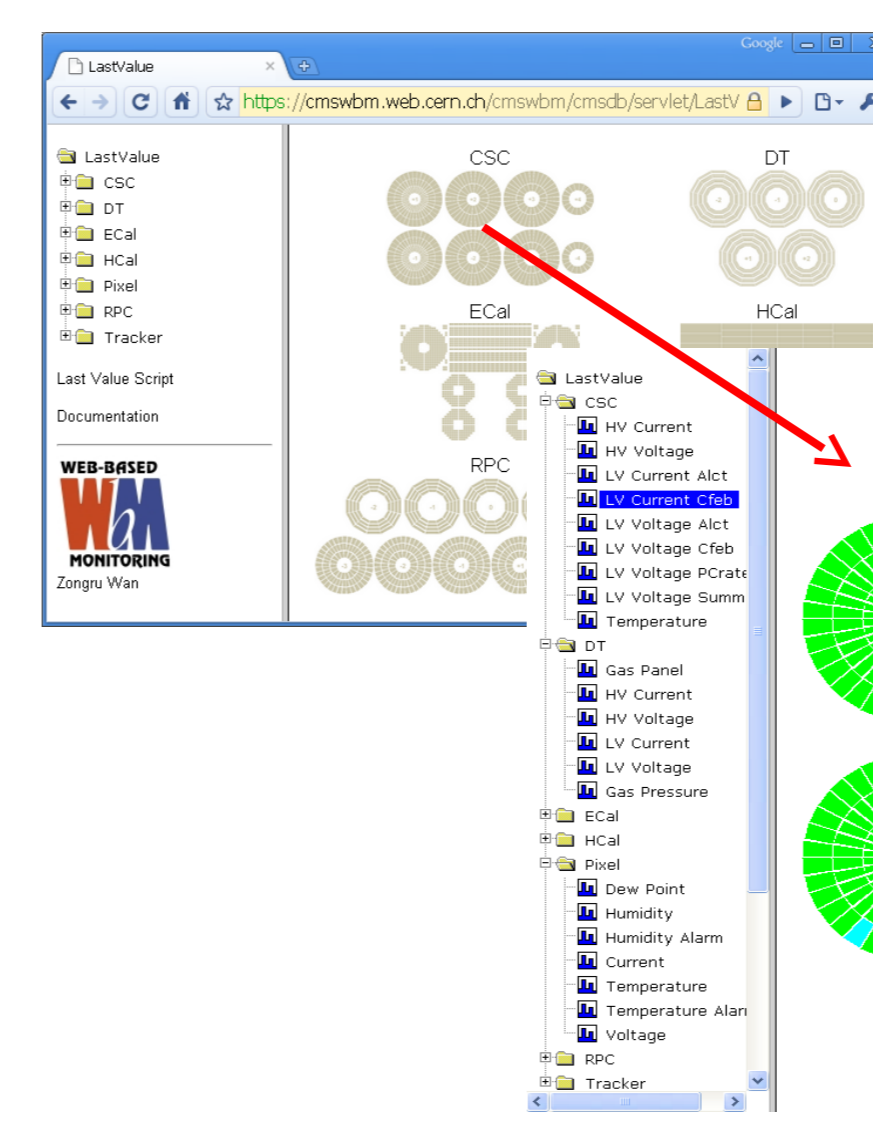 Google
LastValue
https://cmswbm.web.cern.ch/cmswbm/cmsdb/servlet/LastV
LastValue
CSC
DT
ECal
HCal
Pixel
RPC
Tracker
Last Value Script
Documentation
WEB-BASED
WbM
MONITORING
Zongru Wan
CSC
DT
ECal
HCal
RPC
LastValue
CSC
HV Current
HV Voltage
LV Current Alct
LV Current Cfeb
LV Voltage Alct
LV Voltage Cfeb
LV Voltage PCrate
LV Voltage Summ
Temperature
DT
Gas Panel
HV Current
HV Voltage
LV Current
LV Voltage
Gas Pressure
ECal
HCal
Pixel
Dew Point
Humidity
Humidity Alarm
Current
Temperature
Temperature Alar
Voltage
RPC
Tracker